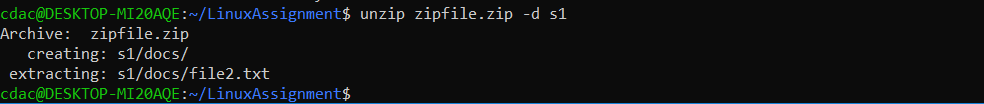 cdac@DESKTOP-MI20AQE:~/LinuxAssignment$ unzip zipfile.zip -d s1
Archive:  zipfile.zip
   creating: s1/docs/
 extracting: s1/docs/file2.txt
cdac@DESKTOP-MI20AQE:~/LinuxAssignment$